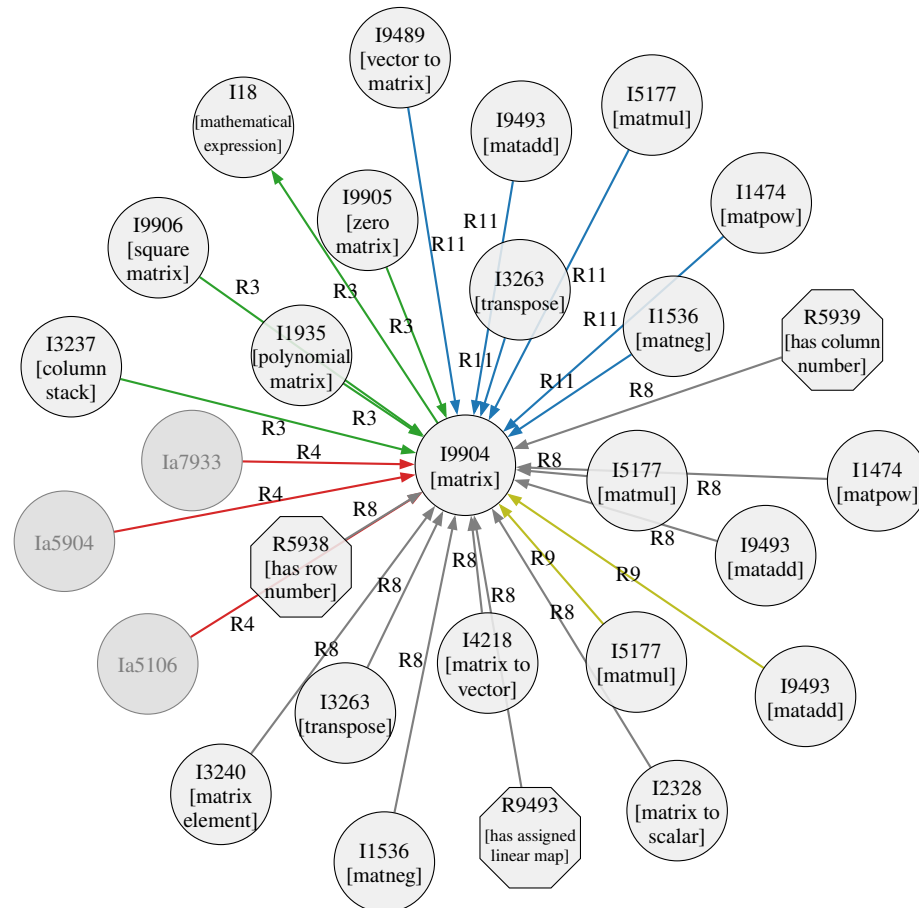 I9489
[vector to
matrix]
I18
[mathematical
expression]
I5177
[matmul]
I9493
[matadd]
I9905
[zero
matrix]
I1474
[matpow]
I9906
[square
matrix]
R11
R11
R3
R3
R11
I3263
[transpose]
R3
R11
I1536
[matneg]
R5939
[has column
number]
I1935
[polynomial
matrix]
I3237
[column
stack]
R11
R11
R8
R3
R3
Ia7933
R4
I9904
[matrix]
R8
I5177
[matmul]
R8
I1474
[matpow]
R4
Ia5904
R8
R5938
[has row
number]
R8
I9493
[matadd]
R8
R8
R9
R9
R8
R8
R4
Ia5106
R8
I4218
[matrix to
vector]
I5177
[matmul]
R8
I3263
[transpose]
I9493
[matadd]
I3240
[matrix
element]
R9493
[has assigned
linear map]
I2328
[matrix to
scalar]
I1536
[matneg]